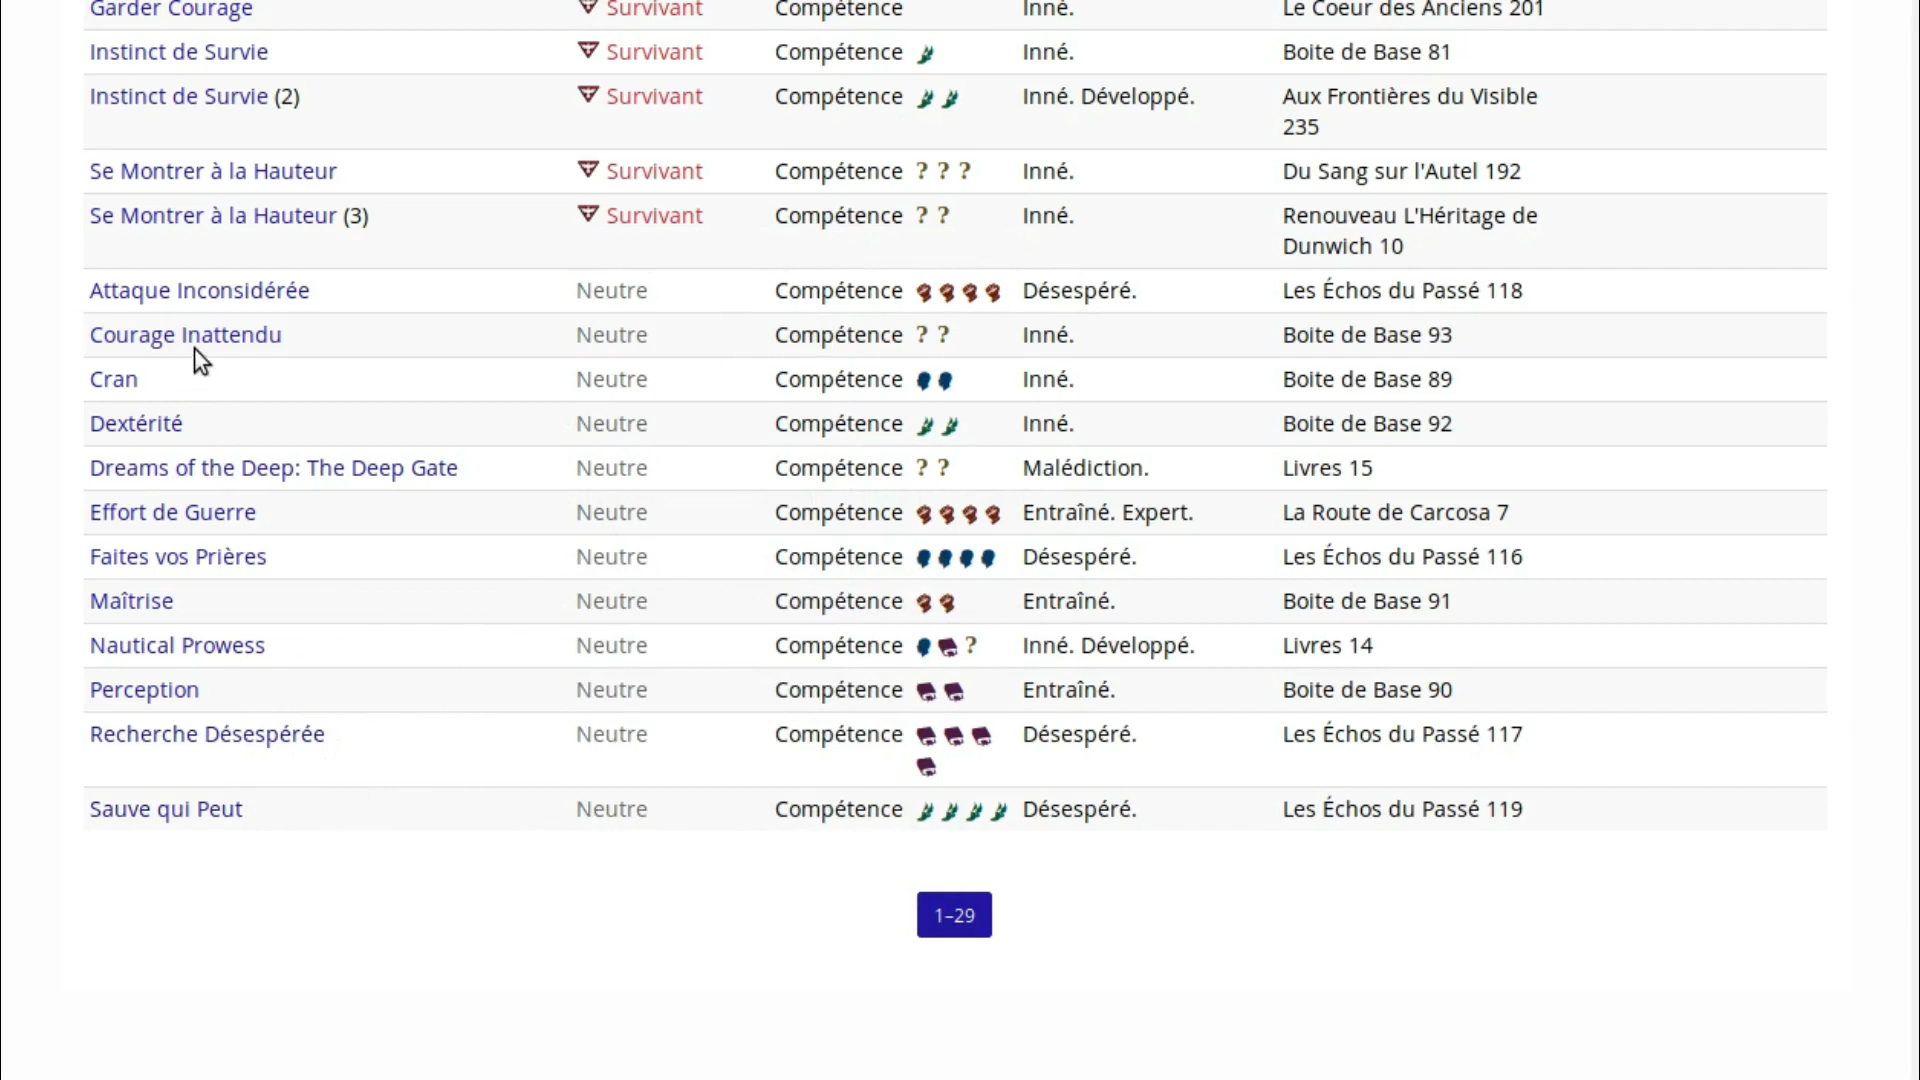 Garder Courage Survivant Compétence Inné. Le Coeur des Anciens 201
Instinct de Survie Survivant Compétence Inné. Boite de Base 81
Instinct de Survie (2) Survivant Compétence Inné. Développé. Aux Frontières du Visible
235
Se Montrer à la Hauteur Survivant Compétence ? ? ? Inné. Du Sang sur l'Autel 192
Se Montrer à la Hauteur (3) Survivant Compétence ? ? Inné. Renouveau L'Héritage de
Dunwich 10
Attaque Inconsidérée Neutre Compétence Désespéré. Les Échos du Passé 118
Courage Inattendu Neutre Compétence ? ? Inné. Boite de Base 93
Cran Neutre Compétence Inné. Boite de Base 89
Dextérité Neutre Compétence Inné. Boite de Base 92
Dreams of the Deep: The Deep Gate Neutre Compétence ? ? Malédiction. Livres 15
Effort de Guerre Neutre Compétence Entraîné. Expert. La Route de Carcosa 7
Faites vos Prières Neutre Compétence Désespéré. Les Échos du Passé 116
Maîtrise Neutre Compétence Entraîné. Boite de Base 91
Nautical Prowess Neutre Compétence ? Inné. Développé. Livres 14
Perception Neutre Compétence Entraîné. Boite de Base 90
Recherche Désespérée Neutre Compétence Désespéré. Les Échos du Passé 117
Sauve qui Peut Neutre Compétence Désespéré. Les Échos du Passé 119
1–29